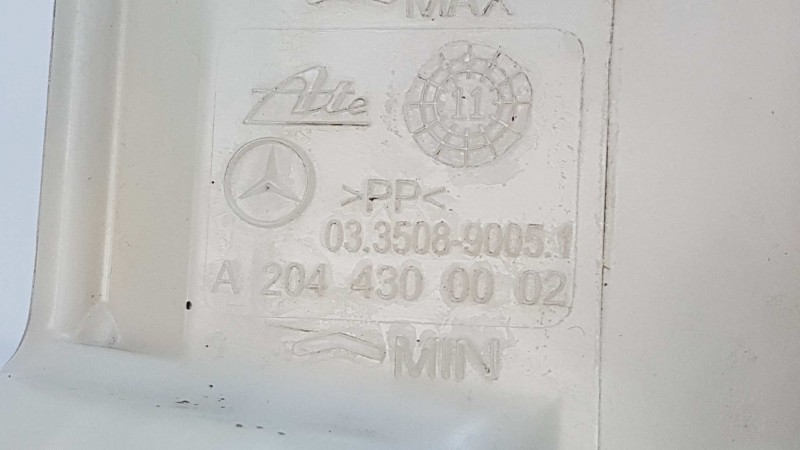 MAX
Ate
11
>PP<
03.3508-9005.1
A 204 430 00 02
MIN